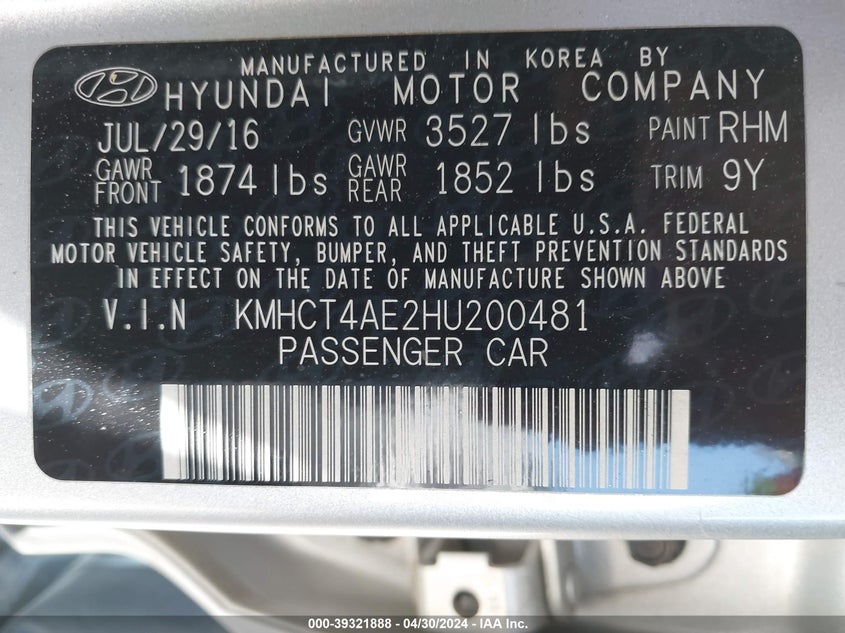 MANUFACTURED IN KOREA BY
HYUNDAI MOTOR COMPANY
JUL/29/16 GVWR 3527 lbs PAINT RHM
GAWR FRONT 1874 lbs GAWR REAR 1852 lbs TRIM 9Y
THIS VEHICLE CONFORMS TO ALL APPLICABLE U.S.A. FEDERAL
MOTOR VEHICLE SAFETY, BUMPER, AND THEFT PREVENTION STANDARDS
IN EFFECT ON THE DATE OF MANUFACTURE SHOWN ABOVE
V.I.N KMHCT4AE2HU200481
PASSENGER CAR
000-39321888 - 04/30/2024 - IAA Inc.